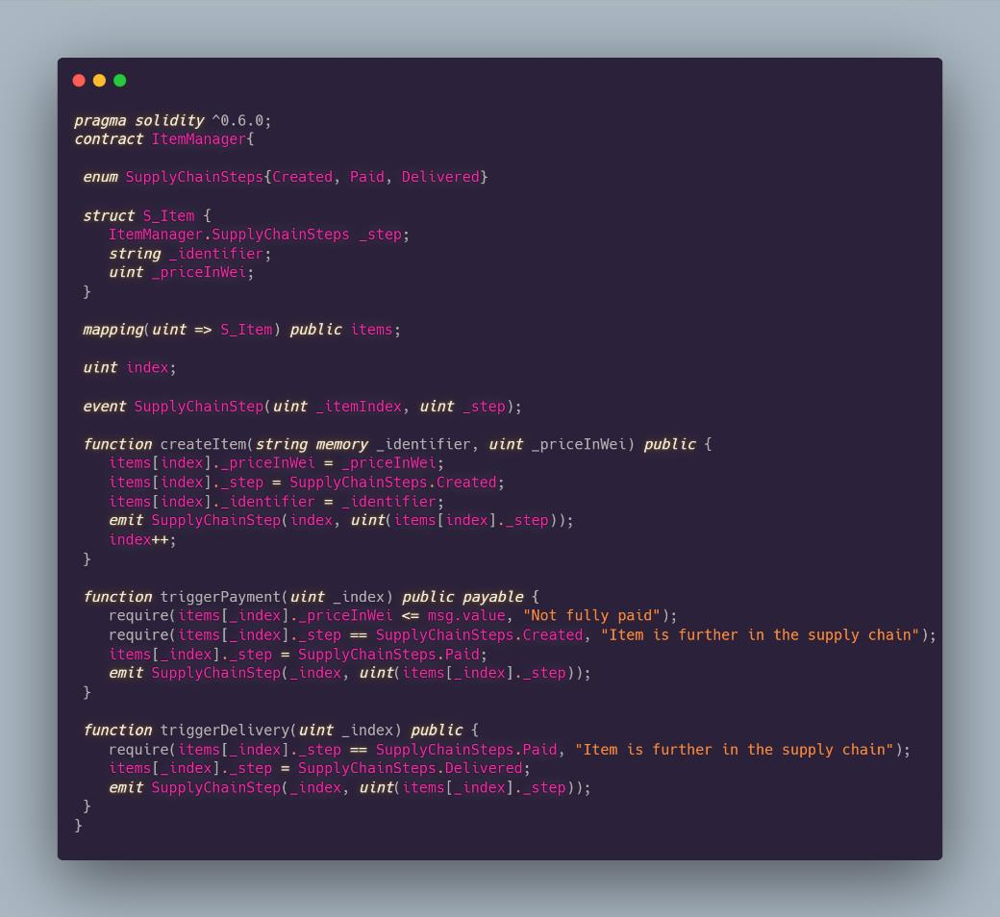 pragma solidity ^0.6.0;
contract ItemManager{
enum SupplyChainSteps{Created, Paid, Delivered}
struct S_Item {
ItemManager.SupplyChainSteps _step;
string _identifier;
uint _priceInWei;
}
mapping(uint => S_Item) public items;
uint index;
event SupplyChainStep(uint _itemIndex, uint _step);
function createItem(string memory _identifier, uint _priceInWei) public {
items[index]._priceInWei = _priceInWei;
items[index]._step = SupplyChainSteps.Created;
items[index]._identifier = _identifier;
emit SupplyChainStep(index, uint(items[index]._step));
index++;
}
function triggerPayment(uint _index) public payable {
require(items[_index]._priceInWei <= msg.value, "Not fully paid");
require(items[_index]._step == SupplyChainSteps.Created, "Item is further in the supply chain");
items[_index]._step = SupplyChainSteps.Paid;
emit SupplyChainStep(_index, uint(items[_index]._step));
}
function triggerDelivery(uint _index) public {
require(items[_index]._step == SupplyChainSteps.Paid, "Item is further in the supply chain");
items[_index]._step = SupplyChainSteps.Delivered;
emit SupplyChainStep(_index, uint(items[_index]._step));
}
}